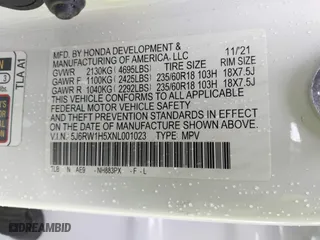 TLA A1
MFD. BY HONDA DEVELOPMENT & 11/21
MANUFACTURING OF AMERICA, LLC
GVWR 2130KG(4695LBS) TIRE SIZE RIM SIZE
GAWR F 1100KG(2425LBS) 235/60R18 103H 18X7.5J
GAWR R 1040KG(2292LBS) 235/60R18 103H 18X7.5J
THIS VEHICLE CONFORMS TO ALL APPLICABLE
FEDERAL MOTOR VEHICLE SAFETY
AND THEFT PREVENTION STANDARDS IN EFFECT
ON THE DATE OF MANUFACTURE SHOWN ABOVE.
V.I.N. 5J6RW1H5XNL001023 TYPE: MPV
TLB N AE9 -NH883PX -F-L
DREAMBID